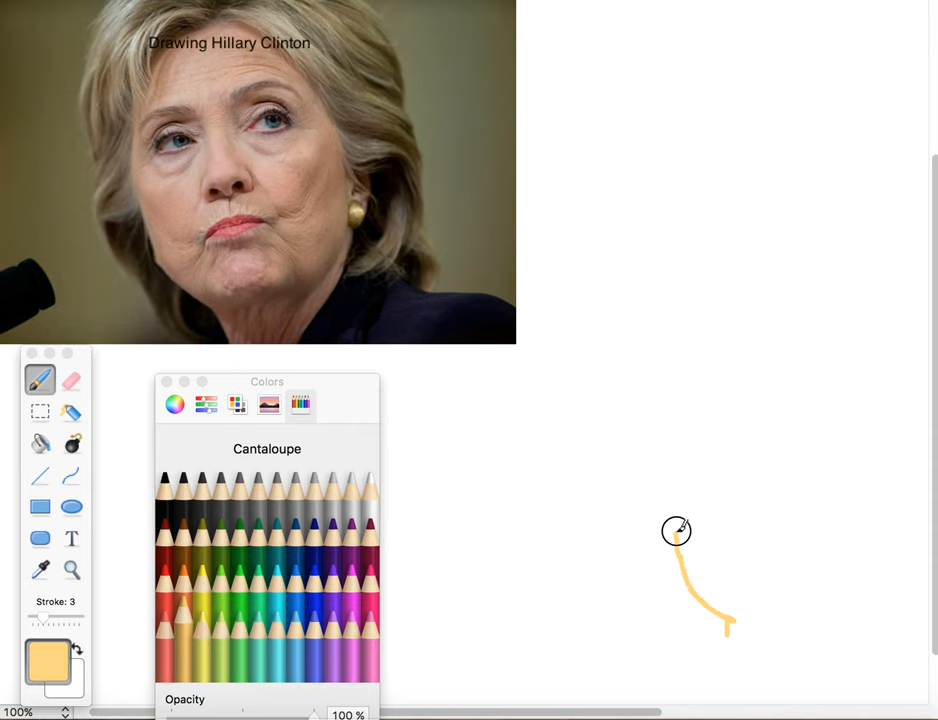 Drawing Hillary Clinton
Colors
Cantaloupe
T
Stroke: 3
Opacity
100%
100 %